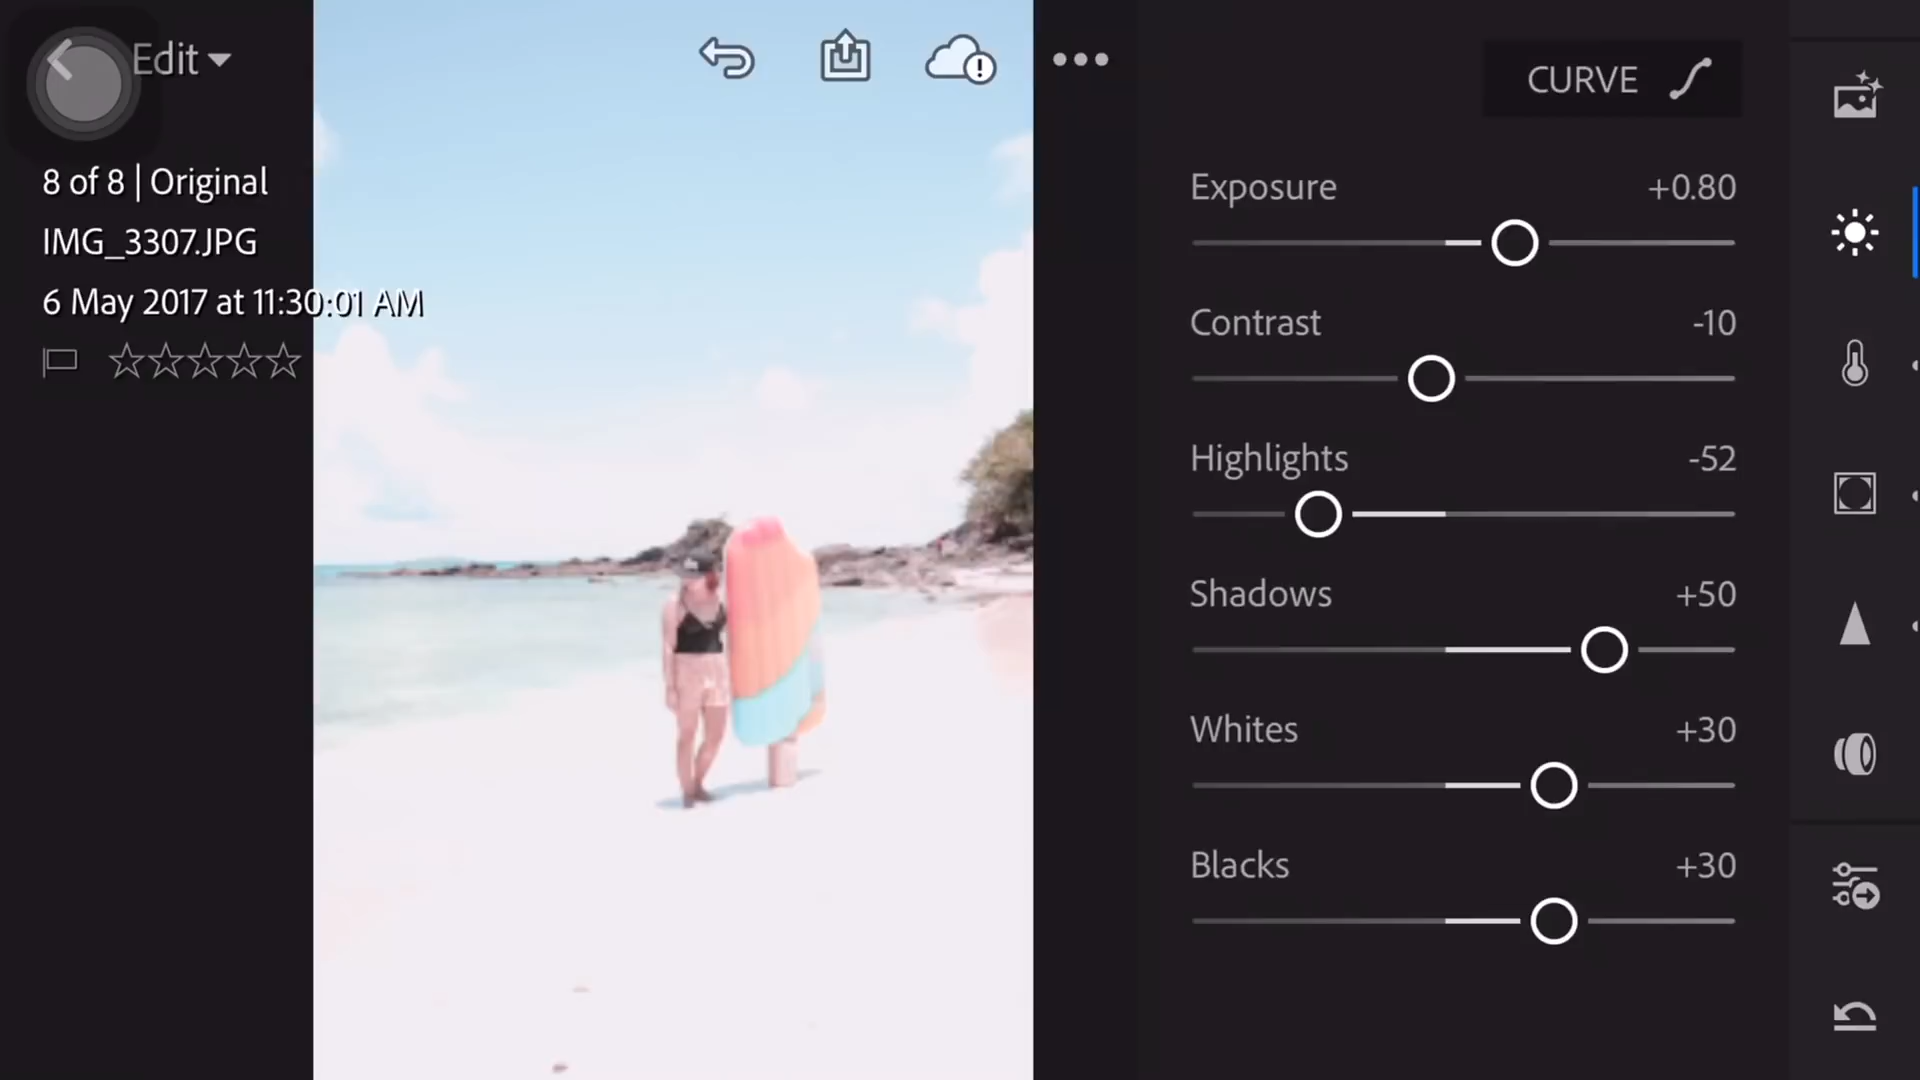 Edit
8 of 8 | Original
IMG_3307.JPG
6 May 2017 at 11:30:01 AM
CURVE
Exposure +0.80
Contrast -10
Highlights -52
Shadows +50
Whites +30
Blacks +30